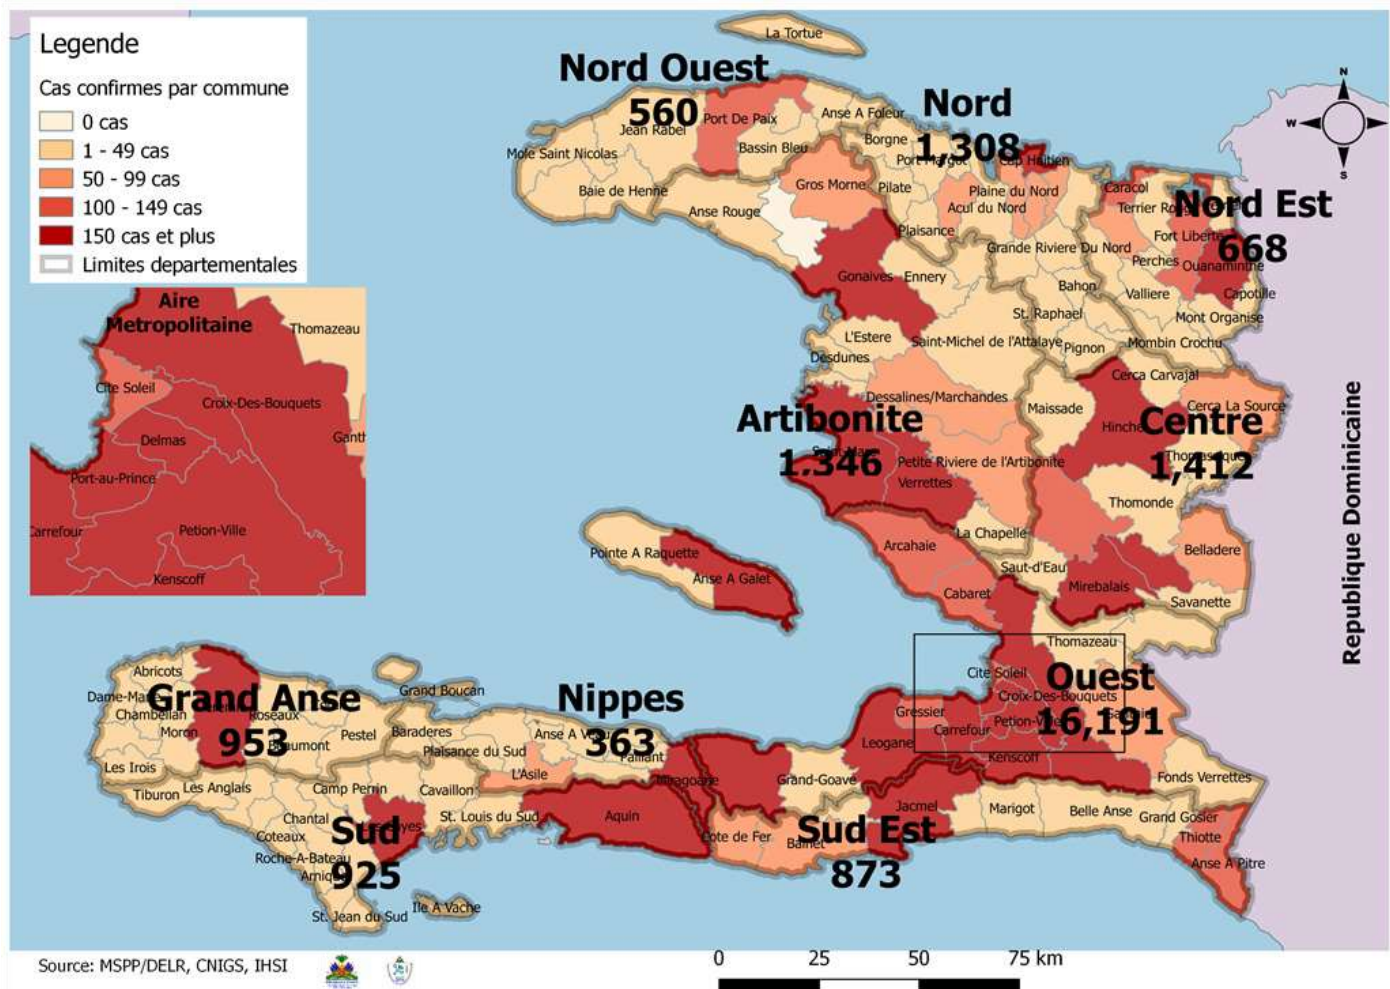 Legende
Cas confirmes par commune
0 cas
1 - 49 cas
50 - 99 cas
100 - 149 cas
150 cas et plus
Limites departementales
Aire
Metropolitaine
Thomazeau
Cite Soleil
Croix-Des-Bouquets
Delmas
Port-au-Prince
Carrefour
Petion-Ville
Kenscoff
La Tortue
Nord Ouest
560
Port De Paix
Jean Rabel
Mole Saint Nicolas
Bassin Bleu
Baie de Henne
Anse A Foleur
Nord
1,308
Borgne
Port Margot
Cap Haitien
Pilate
Plaine du Nord
Acul du Nord
Plaisance
Grande Riviere Du Nord
Bahon
St. Raphael
Pignon
Nord Est
668
Caracol
Fort Liberte
Perches
Ouanaminthe
Valliere
Capotille
Mont Organise
Mombin Crochu
Anse Rouge
Gros Morne
Gonaives
Ennery
L'Estere
Saint-Michel de l'Attalaye
Desdunes
Dessalines/Marchandes
Artibonite
1,346
Petite Riviere de l'Artibonite
Verrettes
La Chapelle
Cerca Carvajal
Maissade
Cerca La Source
Hinche
Centre
1,412
Thomonde
Belladere
Saut-d'Eau
Mirebalais
Savanette
Pointe A Raquette
Anse A Galet
Arcahaie
Cabaret
Thomazeau
Cite Soleil
Ouest
16,191
Croix-Des-Bouquets
Gressier
Carrefour
Leogane
Kenscoff
Grand-Goave
Fonds Verrettes
Republique Dominicaine
Abricots
Grand Anse
953
Chambellan
Roseaux
Moron
Beaumont
Pestel
Les Irois
Grand Boucan
Baraderes
Nippes
363
Anse A Veau
Plaisance du Sud
Paillant
L'Asile
Miragoane
Tiburon
Les Anglais
Camp Perrin
Cavaillon
Chantal
St. Louis du Sud
Aquin
Coteaux
Sud
925
Roche-A-Bateau
St. Jean du Sud
Ile A Vache
Cote de Fer
Bainet
Sud Est
873
Jacmel
Marigot
Belle Anse
Grand Gosier
Thiotte
Anse A Pitre
N
W
S
Source: MSPP/DELR, CNIGS, IHSI
0 25 50 75 km